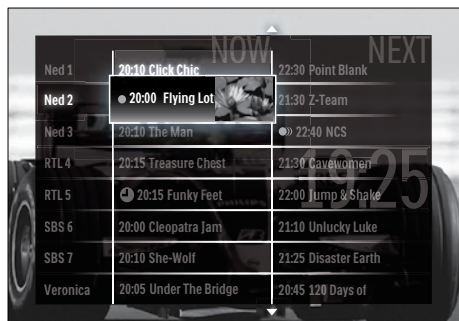 NOW NEXT
Ned 1 20:10 Click Chic 22:30 Point Blank
Ned 2 20:00 Flying Lot 21:30 Z-Team
Ned 3 20:10 The Man 22:40 NCS
RTL 4 20:15 Treasure Chest 21:30 Cavewomen
19:25
RTL 5 20:15 Funky Feet 22:00 Jump & Shake
SBS 6 20:00 Cleopatra Jam 21:10 Unlucky Luke
SBS 7 20:10 She-Wolf 21:25 Disaster Earth
Veronica 20:05 Under The Bridge 20:45 120 Days of